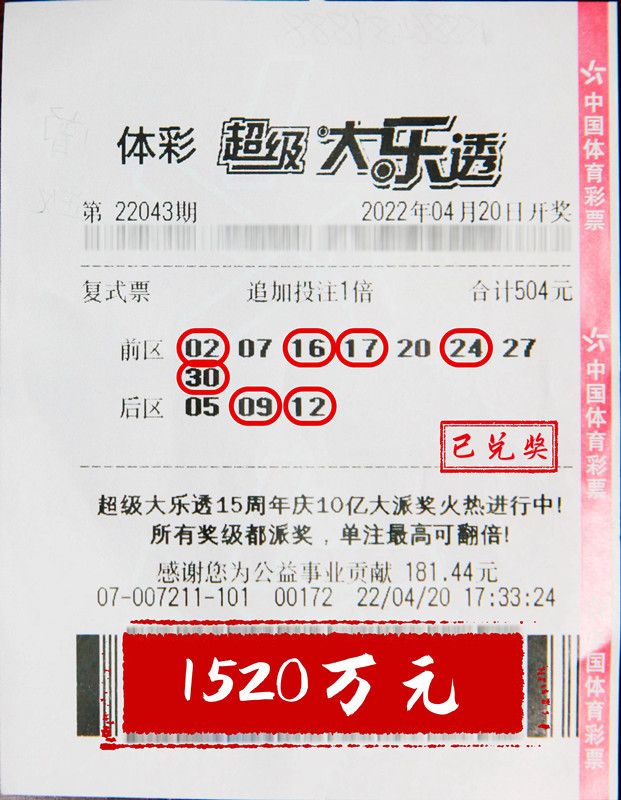 体彩 超级大乐透
第 22043期 2022年04月20日开奖
复式票 追加投注1倍 合计504元
前区 02 07 16 17 20 24 27
30
后区 05 09 12
已兑奖
超级大乐透15周年庆10亿大派奖火热进行中!
所有奖级都派奖，单注最高可翻倍!
感谢您为公益事业贡献 181.44元
07-007211-101 00172 22/04/20 17:33:24
1520万元
中国体育彩票
中国体育彩票
国体育彩票